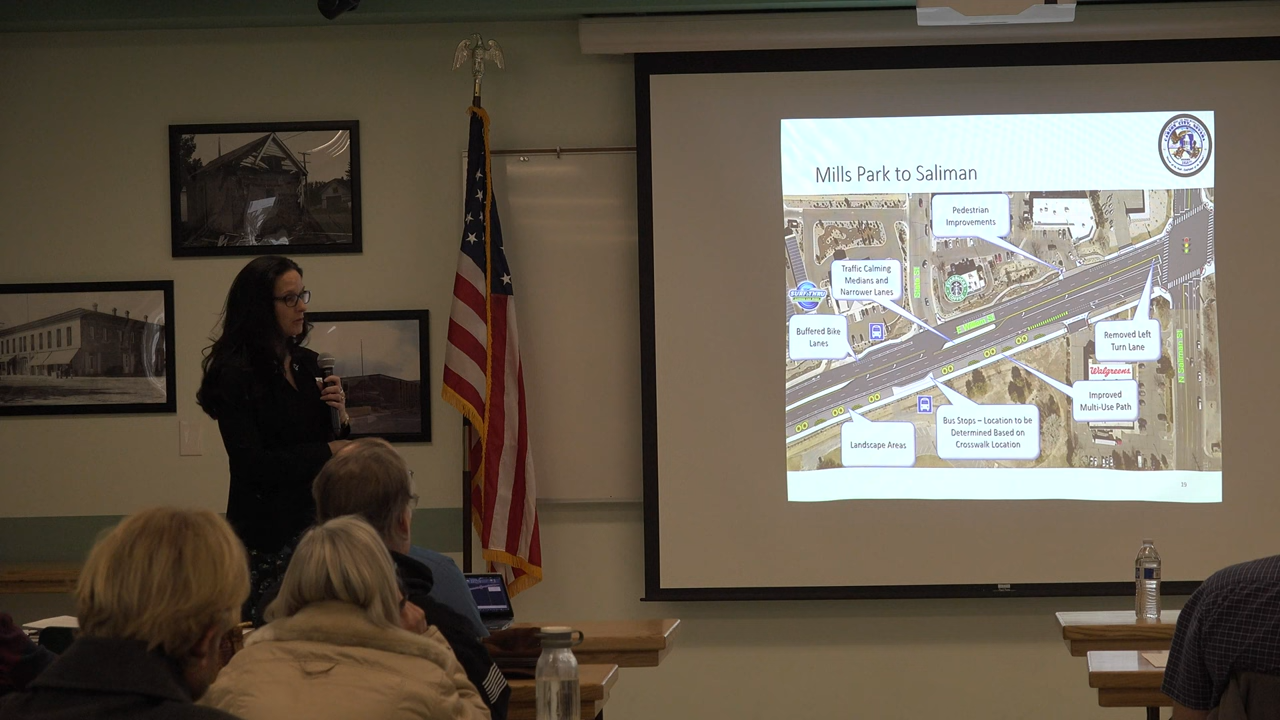 Mills Park to Saliman
Pedestrian
Improvements
Traffic Calming
Medians and
Narrower Lanes
Buffered Bike
Lanes
Removed Left
Turn Lane
Walgreens
Improved
Multi-Use Path
Bus Stops – Location to be
Determined Based on
Crosswalk Location
Landscape Areas